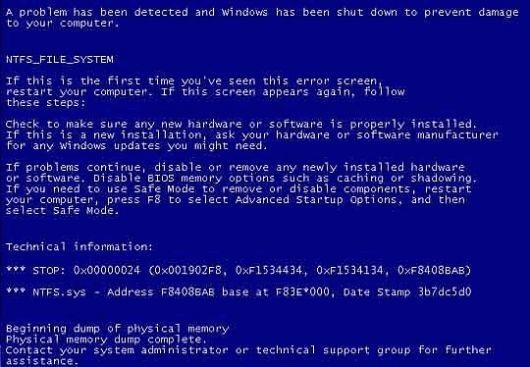 A problem has been detected and Windows has been shut down to prevent damage
to your computer.
NTFS_FILE_SYSTEM
If this is the first time you've seen this error screen,
restart your computer. If this screen appears again, follow
these steps:
Check to make sure any new hardware or software is properly installed.
If this is a new installation, ask your hardware or software manufacturer
for any Windows updates you might need.
If problems continue, disable or remove any newly installed hardware
or software. Disable BIOS memory options such as caching or shadowing.
If you need to use Safe Mode to remove or disable components, restart
your computer, press F8 to select Advanced Startup Options, and then
select Safe Mode.
Technical information:
*** STOP: 0x00000024 (0x001902F8, 0xF1534434, 0xF1534134, 0xF8408BAB)
*** NTFS.sys - Address F8408BAB base at F83E*000, Date Stamp 3b7dc5d0
Beginning dump of physical memory
Physical memory dump complete.
Contact your system administrator or technical support group for further
assistance.